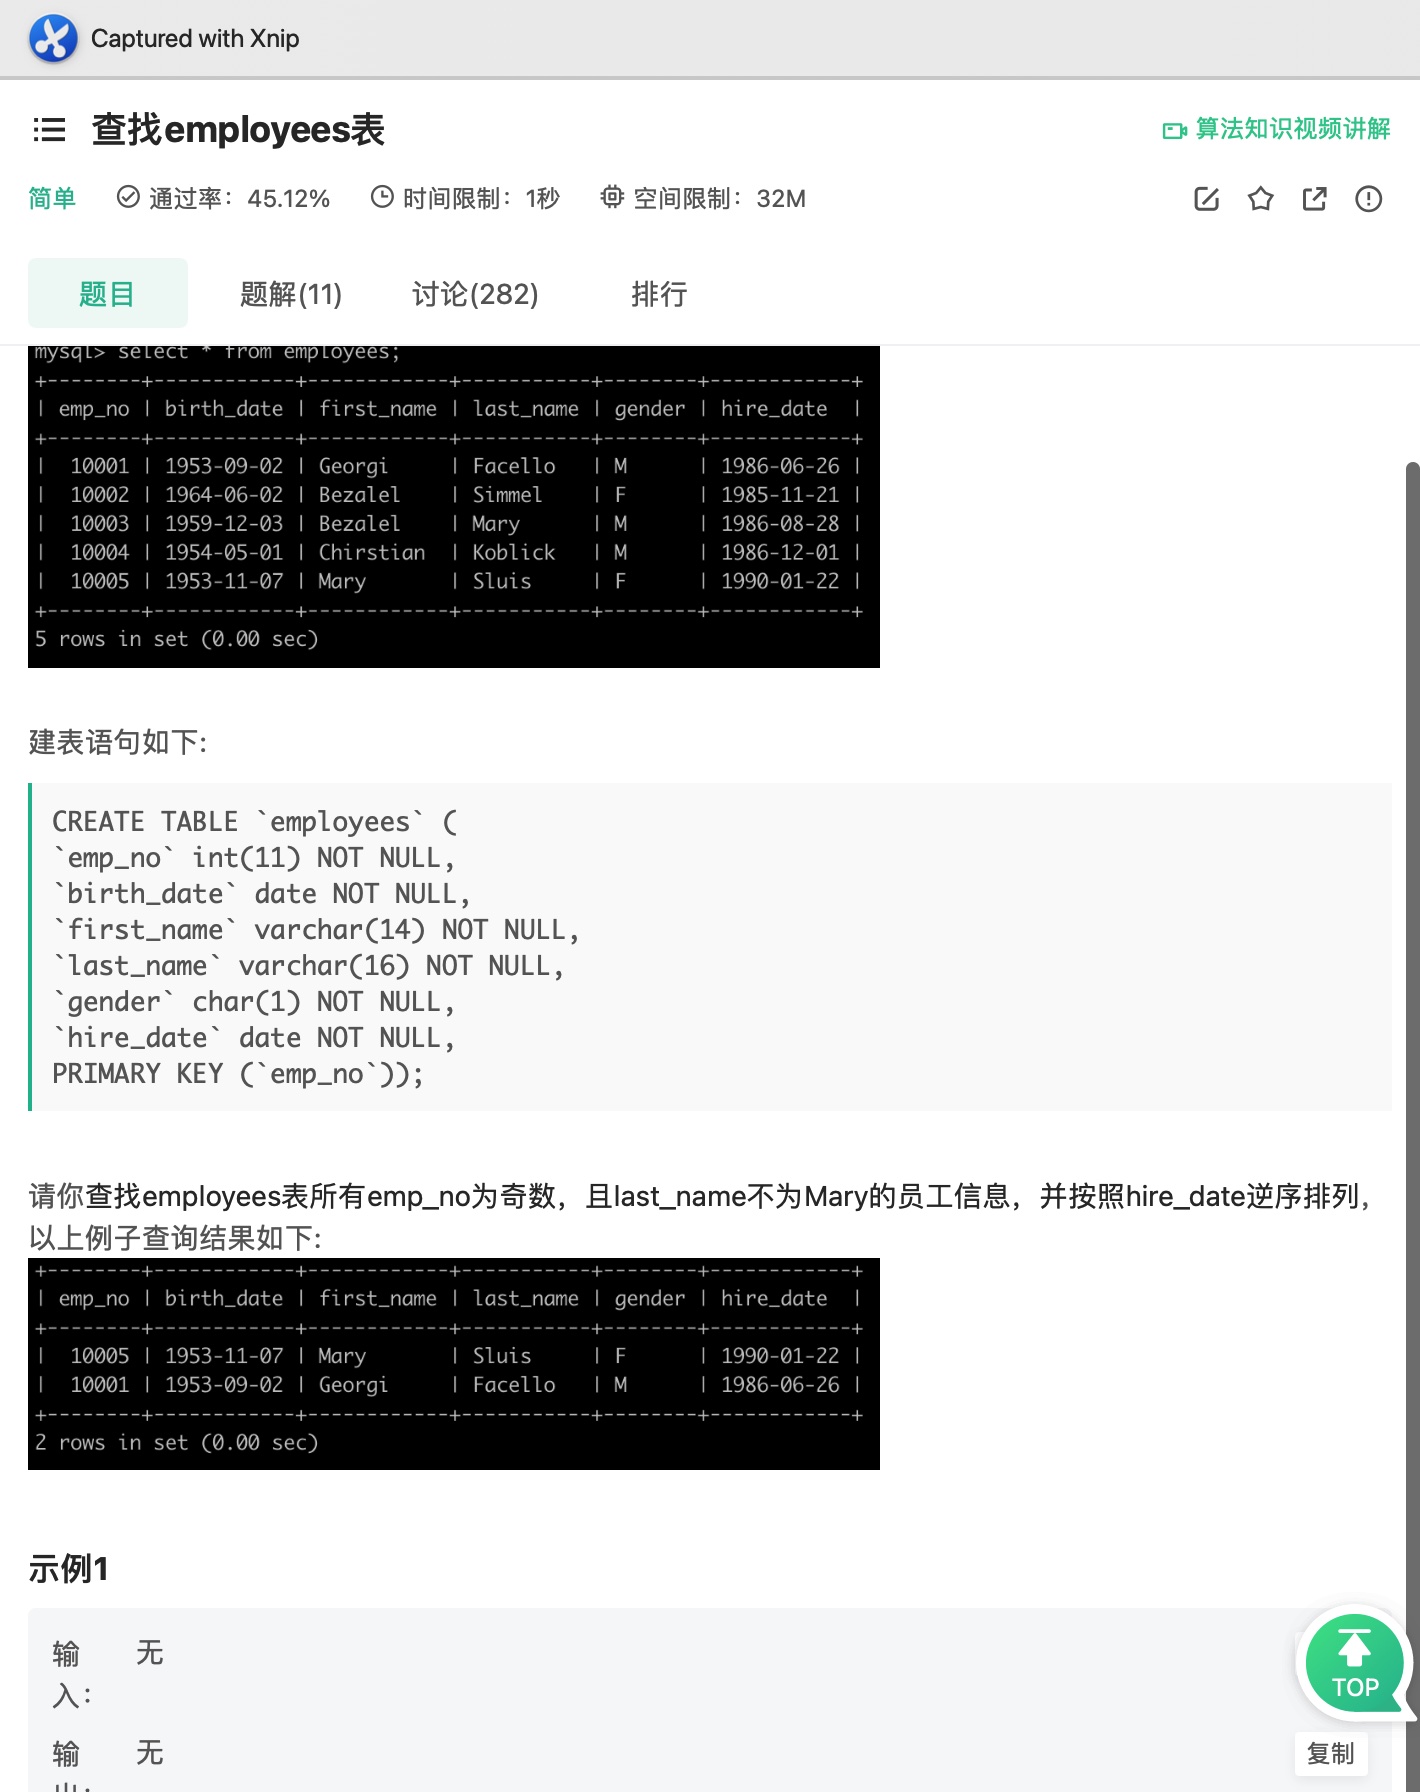 Captured with Xnip
查找employees表
算法知识视频讲解
简单 通过率：45.12% 时间限制：1秒 空间限制：32M
题目 题解(11) 讨论(282) 排行
mysql> select * from employees;
+--------+------------+------------+-----------+--------+------------+
| emp_no | birth_date | first_name | last_name | gender | hire_date  |
+--------+------------+------------+-----------+--------+------------+
|  10001 | 1953-09-02 | Georgi     | Facello   | M      | 1986-06-26 |
|  10002 | 1964-06-02 | Bezalel    | Simmel    | F      | 1985-11-21 |
|  10003 | 1959-12-03 | Bezalel    | Mary      | M      | 1986-08-28 |
|  10004 | 1954-05-01 | Chirstian  | Koblick   | M      | 1986-12-01 |
|  10005 | 1953-11-07 | Mary       | Sluis     | F      | 1990-01-22 |
+--------+------------+------------+-----------+--------+------------+
5 rows in set (0.00 sec)
建表语句如下:
CREATE TABLE `employees` (
`emp_no` int(11) NOT NULL,
`birth_date` date NOT NULL,
`first_name` varchar(14) NOT NULL,
`last_name` varchar(16) NOT NULL,
`gender` char(1) NOT NULL,
`hire_date` date NOT NULL,
PRIMARY KEY (`emp_no`));
请你查找employees表所有emp_no为奇数，且last_name不为Mary的员工信息，并按照hire_date逆序排列，
以上例子查询结果如下:
+--------+------------+------------+-----------+--------+------------+
| emp_no | birth_date | first_name | last_name | gender | hire_date  |
+--------+------------+------------+-----------+--------+------------+
|  10005 | 1953-11-07 | Mary       | Sluis     | F      | 1990-01-22 |
|  10001 | 1953-09-02 | Georgi     | Facello   | M      | 1986-06-26 |
+--------+------------+------------+-----------+--------+------------+
2 rows in set (0.00 sec)
示例1
输 无
入：
TOP
输 无
出：
复制